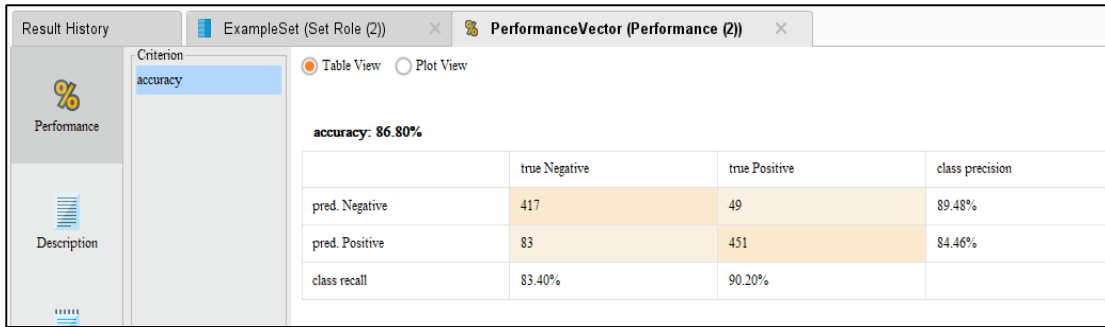 Result History
ExampleSet (Set Role (2))
% PerformanceVector (Performance (2))
Criterion
accuracy
Table View Plot View
%
Performance
accuracy: 86.80%
true Negative true Positive class precision
pred. Negative 417 49 89.48%
pred. Positive 83 451 84.46%
class recall 83.40% 90.20%
Description